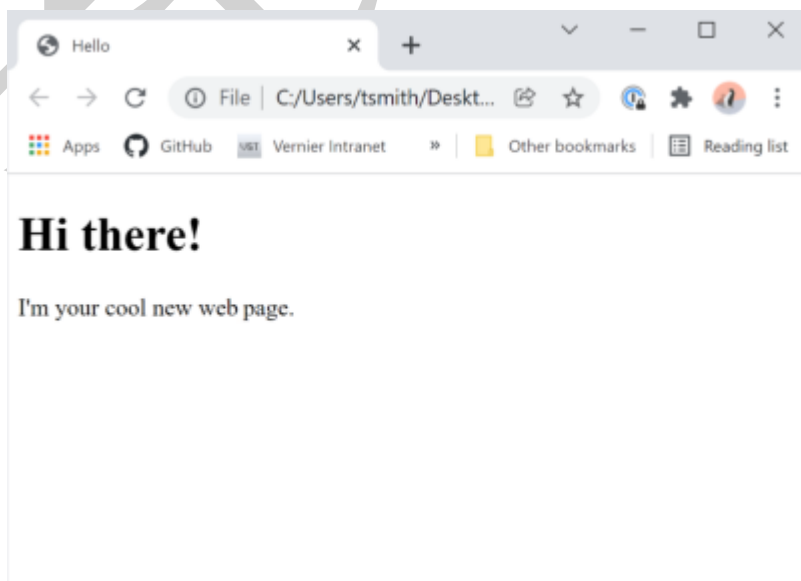 Hello
File C:/Users/tsmith/Deskt...
Apps GitHub VST Vernier Intranet » Other bookmarks Reading list
Hi there!
I'm your cool new web page.